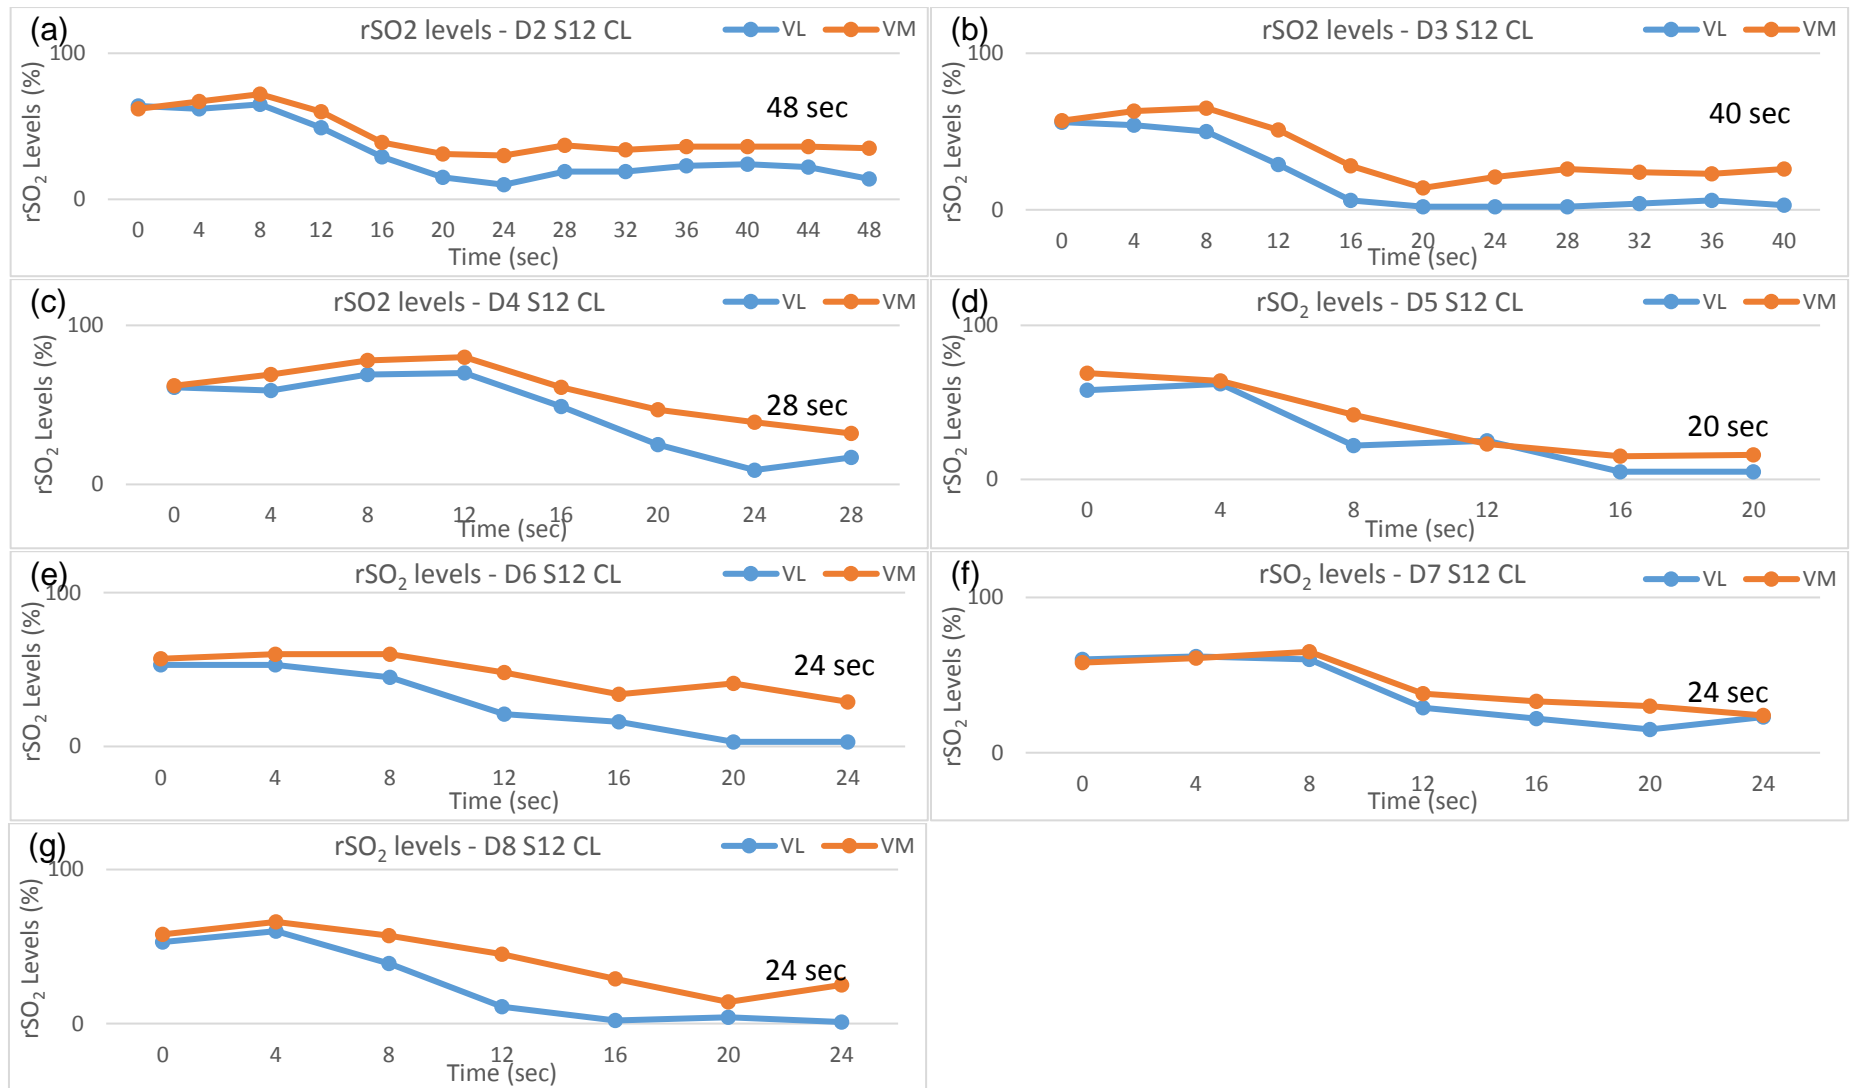 (a)
rSO2 levels - D2 S12 CL
VL VM
100
0
rSO₂ Levels (%)
48 sec
0 4 8 12 16 20 24 28 32 36 40 44 48
Time (sec)
(b)
rSO2 levels - D3 S12 CL
VL VM
100
0
rSO₂ Levels (%)
40 sec
0 4 8 12 16 20 24 28 32 36 40
Time (sec)
(c)
rSO2 levels - D4 S12 CL
VL VM
100
0
rSO₂ Levels (%)
28 sec
0 4 8 12 16 20 24 28
Time (sec)
(d)
rSO₂ levels - D5 S12 CL
VL VM
100
0
rSO₂ Levels (%)
20 sec
0 4 8 12 16 20
Time (sec)
(e)
rSO₂ levels - D6 S12 CL
VL VM
100
0
rSO₂ Levels (%)
24 sec
0 4 8 12 16 20 24
Time (sec)
(f)
rSO₂ levels - D7 S12 CL
VL VM
100
0
rSO₂ Levels (%)
24 sec
0 4 8 12 16 20 24
Time (sec)
(g)
rSO₂ levels - D8 S12 CL
VL VM
100
0
rSO₂ Levels (%)
24 sec
0 4 8 12 16 20 24
Time (sec)